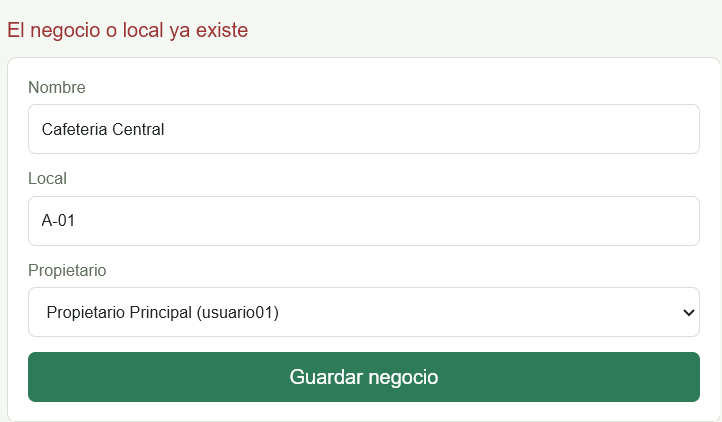 El negocio o local ya existe
Nombre
Cafeteria Central
Local
A-01
Propietario
Propietario Principal (usuario01)
Guardar negocio